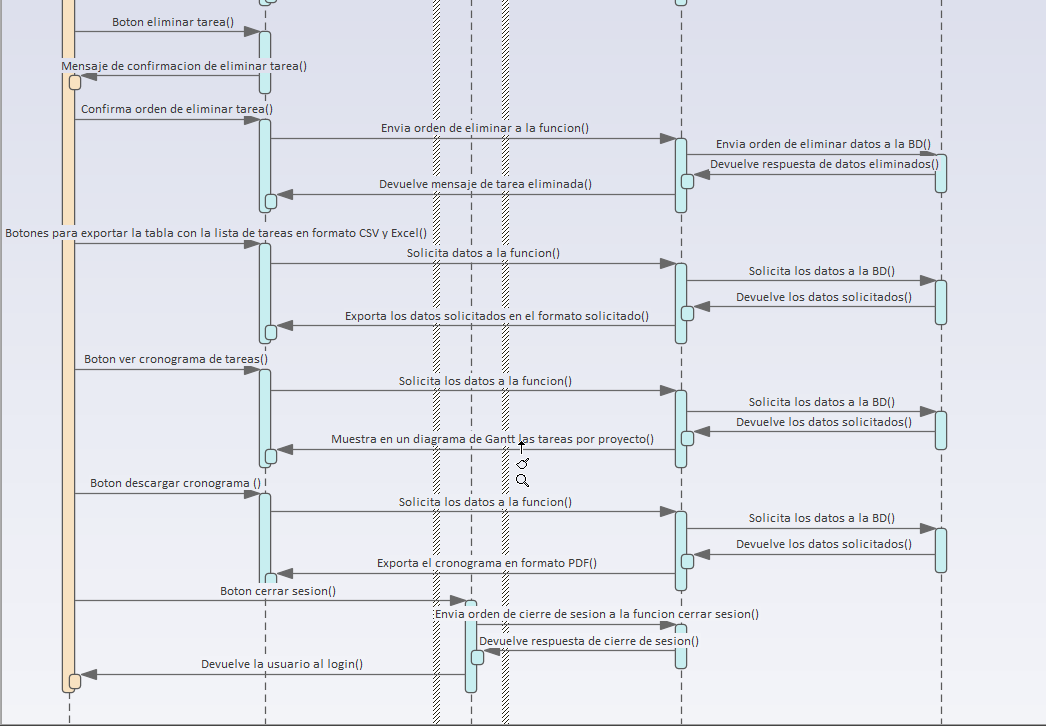 Boton eliminar tarea()
Mensaje de confirmacion de eliminar tarea()
Confirma orden de eliminar tarea()
Envia orden de eliminar a la funcion()
Envia orden de eliminar datos a la BD()
Devuelve respuesta de datos eliminados()
Devuelve mensaje de tarea eliminada()
Botones para exportar la tabla con la lista de tareas en formato CSV y Excel()
Solicita datos a la funcion()
Solicita los datos a la BD()
Devuelve los datos solicitados()
Exporta los datos solicitados en el formato solicitado()
Boton ver cronograma de tareas()
Solicita los datos a la funcion()
Solicita los datos a la BD()
Devuelve los datos solicitados()
Muestra en un diagrama de Gantt las tareas por proyecto()
Boton descargar cronograma ()
Solicita los datos a la funcion()
Solicita los datos a la BD()
Devuelve los datos solicitados()
Exporta el cronograma en formato PDF()
Boton cerrar sesion()
Envia orden de cierre de sesion a la funcion cerrar sesion()
Devuelve respuesta de cierre de sesion()
Devuelve la usuario al login()